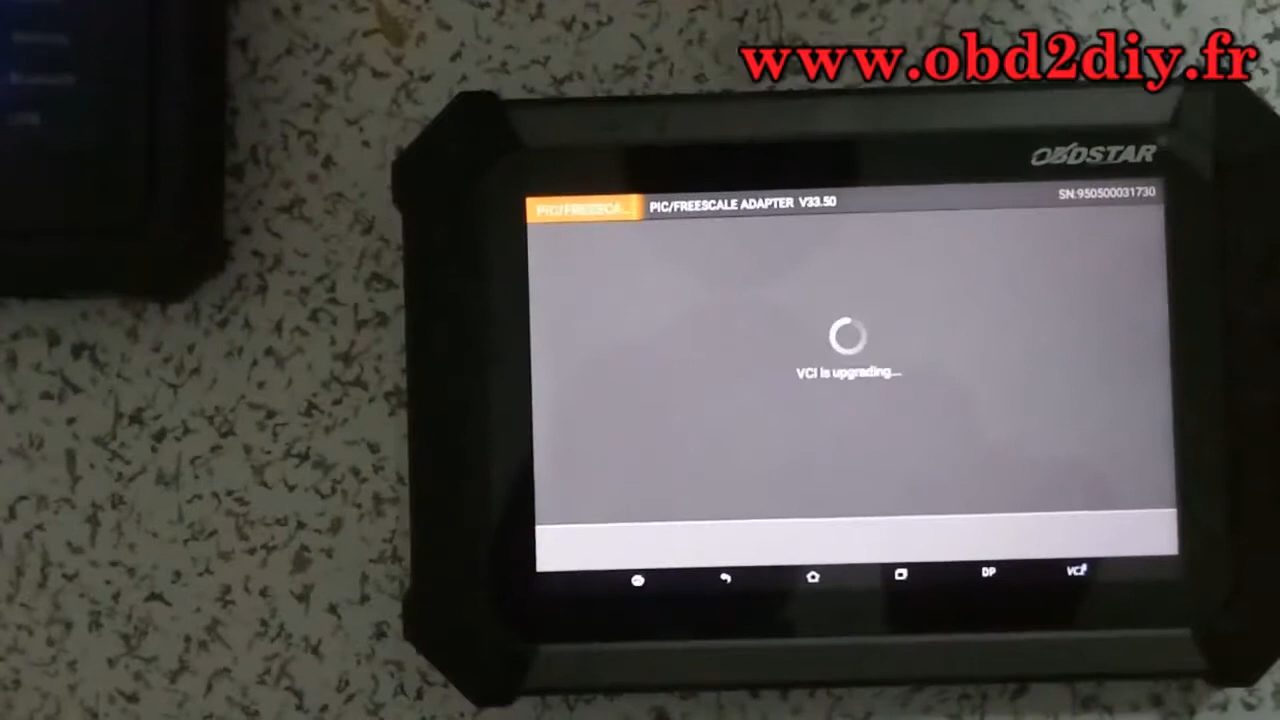 www.obd2diy.fr
OBDSTAR
PIC/FREESCA...
PIC/FREESCALE ADAPTER V33.50
SN:950500031730
VCI is upgrading...
DP
VCI